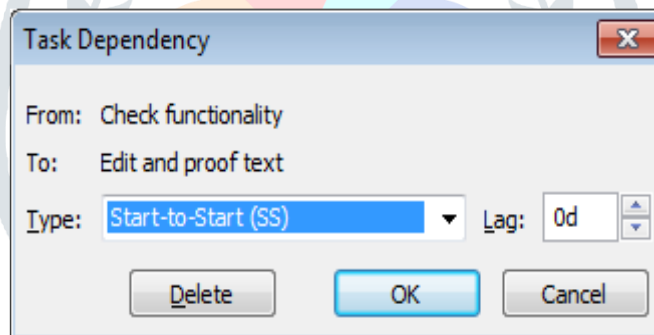 Task Dependency
From: Check functionality
To: Edit and proof text
Type: Start-to-Start (SS) Lag: 0d
Delete OK Cancel